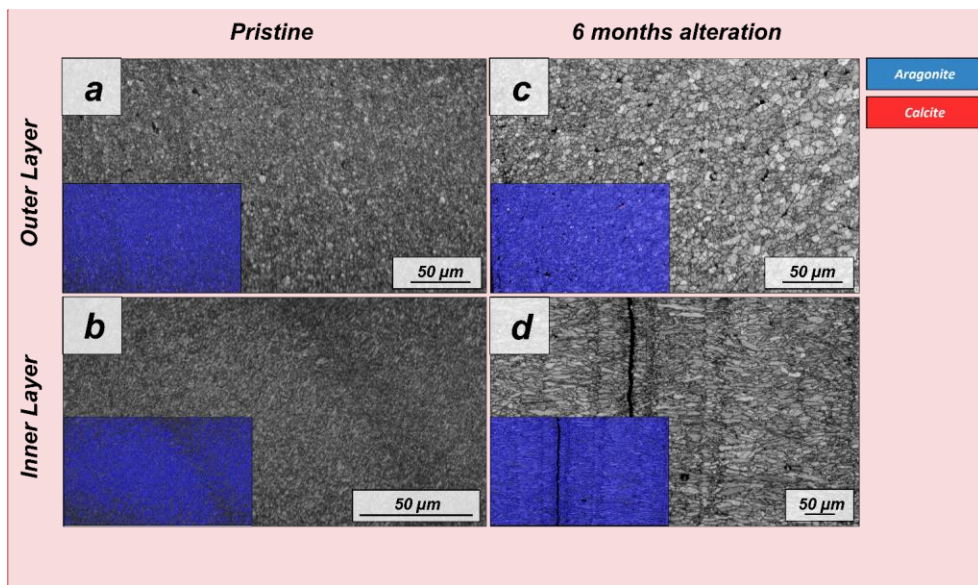 Pristine
6 months alteration
Outer Layer
a
50 µm
c
50 µm
Aragonite
Calcite
Inner Layer
b
50 µm
d
50 µm